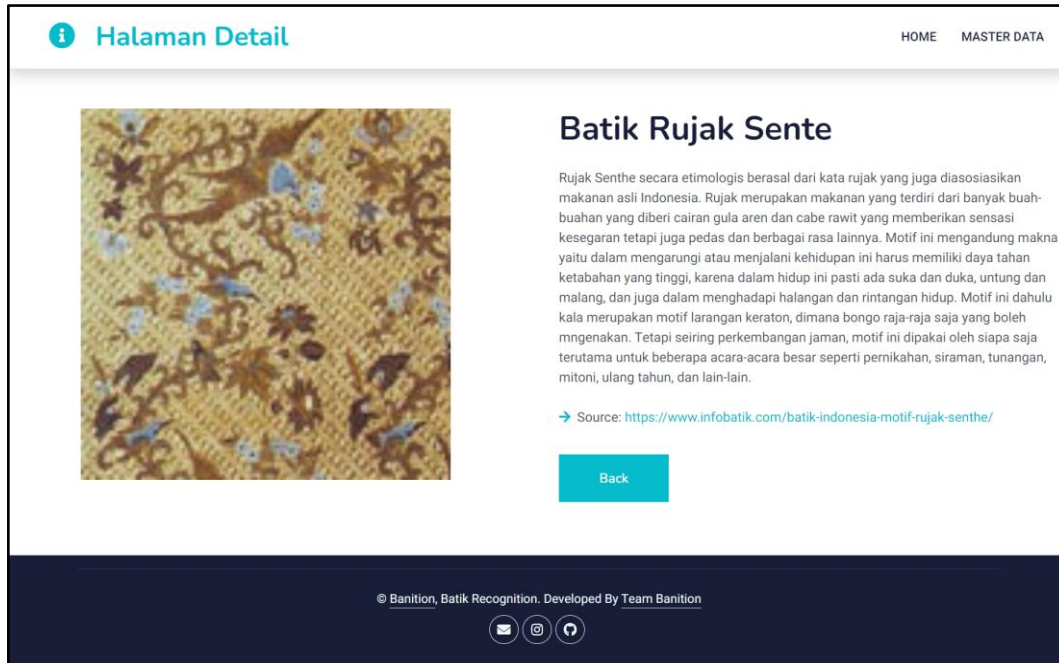 Halaman Detail
HOME MASTER DATA
Batik Rujak Sente
Rujak Senthe secara etimologis berasal dari kata rujak yang juga diasosiasikan
makanan asli Indonesia. Rujak merupakan makanan yang terdiri dari banyak buah-
buahan yang diberi cairan gula aren dan cabe rawit yang memberikan sensasi
kesegaran tetapi juga pedas dan berbagai rasa lainnya. Motif ini mengandung makna
yaitu dalam mengarungi atau menjalani kehidupan ini harus memiliki daya tahan
ketabahan yang tinggi, karena dalam hidup ini pasti ada suka dan duka, untung dan
malang, dan juga dalam menghadapi halangan dan rintangan hidup. Motif ini dahulu
kala merupakan motif larangan keraton, dimana bongo raja-raja saja yang boleh
mngenakan. Tetapi seiring perkembangan jaman, motif ini dipakai oleh siapa saja
terutama untuk beberapa acara-acara besar seperti pernikahan, siraman, tunangan,
mitoni, ulang tahun, dan lain-lain.
→ Source: https://www.infobatik.com/batik-indonesia-motif-rujak-senthe/
Back
© Banition, Batik Recognition. Developed By Team Banition